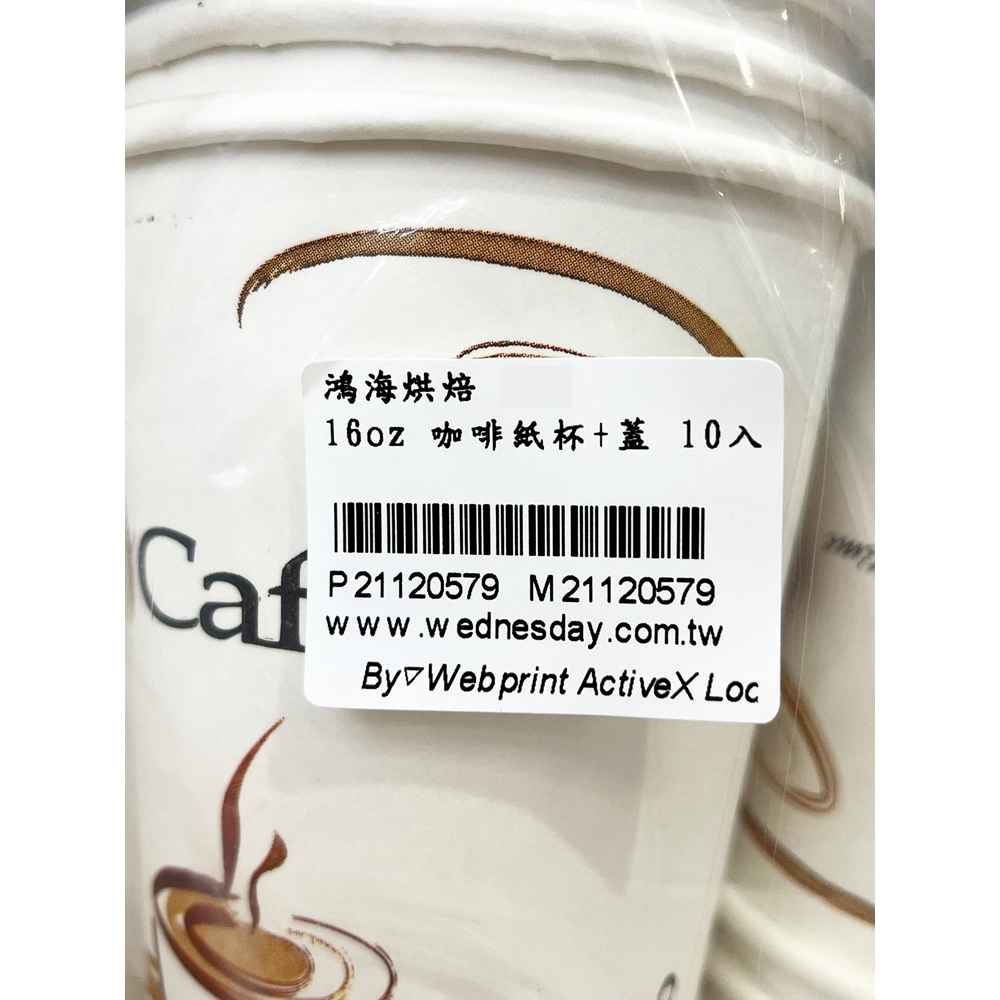 鴻海烘焙
16oz 咖啡紙杯+蓋 10入
P21120579 M21120579
www.wednesday.com.tw
By▽Webprint ActiveX Loc
Caf
time